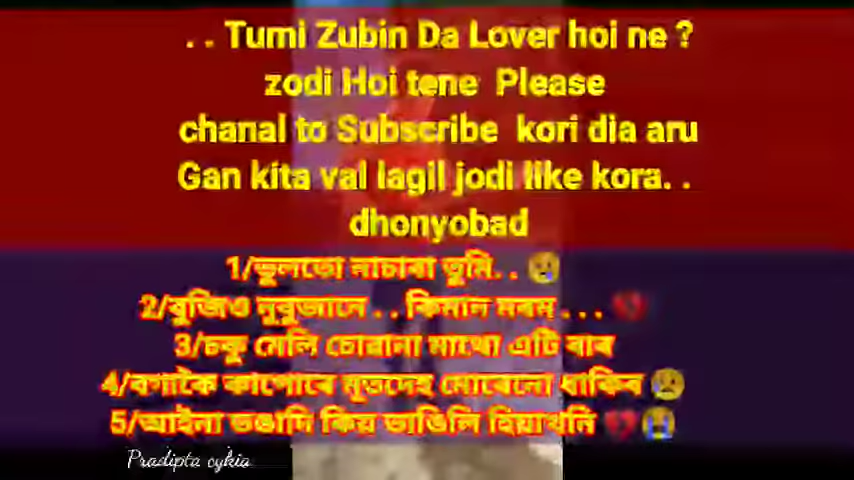 . . Tumi Zubin Da Lover hoi ne ?
zodi Hoi tene Please
chanal to Subscribe kori dia aru
Gan kita val lagil jodi like kora. .
dhonyobad
1/ভুলতো নাচাৰা তুমি. . 😢
2/বুজিও নুবুজানে . . কিমান মৰম . . . 💔
3/চকু মেলি চোৱানা মাথো এটি বাৰ
4/বগাকৈ কাপোৰে মৃতদেহ মোৰেনো ধাকিব 😢
5/আইনা ভঙাদি কিয় ভাঙিলি হিয়াখনি 💔😭
Pradipta cykia